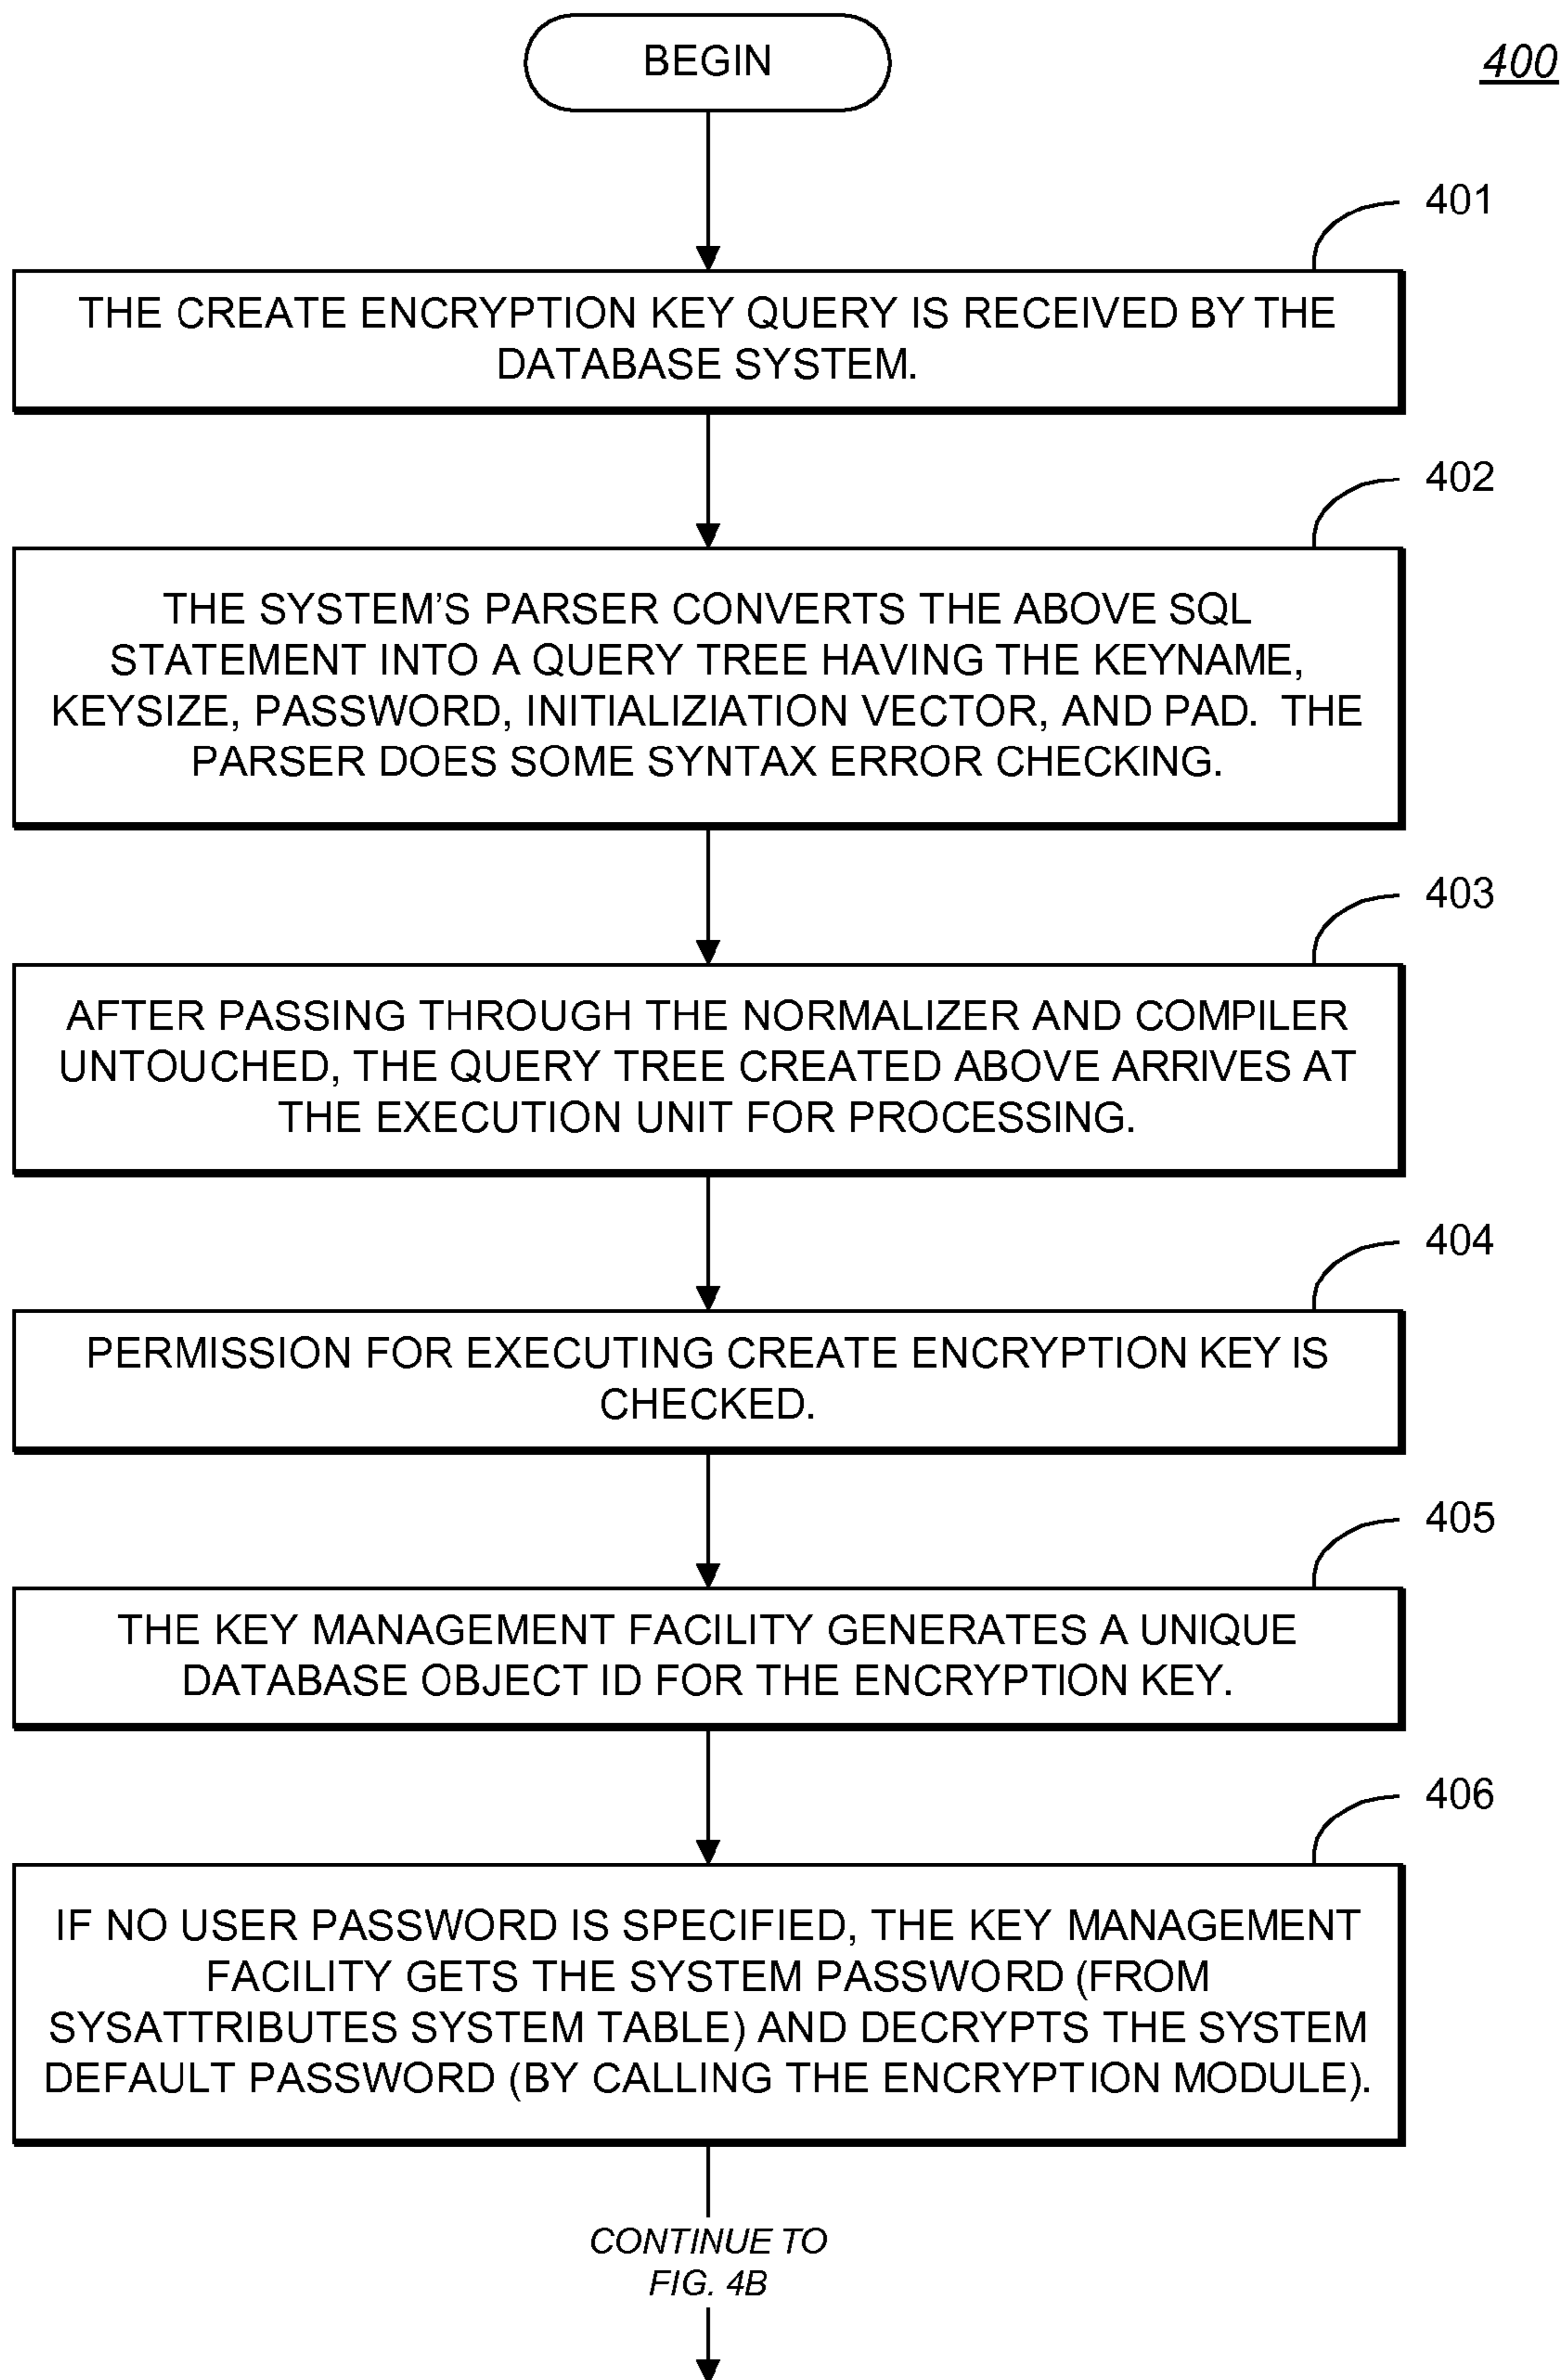 BEGIN
400
401
THE CREATE ENCRYPTION KEY QUERY IS RECEIVED BY THE
DATABASE SYSTEM.
402
THE SYSTEM'S PARSER CONVERTS THE ABOVE SQL
STATEMENT INTO A QUERY TREE HAVING THE KEYNAME,
KEYSIZE, PASSWORD, INITIALIZIATION VECTOR, AND PAD. THE
PARSER DOES SOME SYNTAX ERROR CHECKING.
403
AFTER PASSING THROUGH THE NORMALIZER AND COMPILER
UNTOUCHED, THE QUERY TREE CREATED ABOVE ARRIVES AT
THE EXECUTION UNIT FOR PROCESSING.
404
PERMISSION FOR EXECUTING CREATE ENCRYPTION KEY IS
CHECKED.
405
THE KEY MANAGEMENT FACILITY GENERATES A UNIQUE
DATABASE OBJECT ID FOR THE ENCRYPTION KEY.
406
IF NO USER PASSWORD IS SPECIFIED, THE KEY MANAGEMENT
FACILITY GETS THE SYSTEM PASSWORD (FROM
SYSATTRIBUTES SYSTEM TABLE) AND DECRYPTS THE SYSTEM
DEFAULT PASSWORD (BY CALLING THE ENCRYPTION MODULE).
CONTINUE TO
FIG. 4B